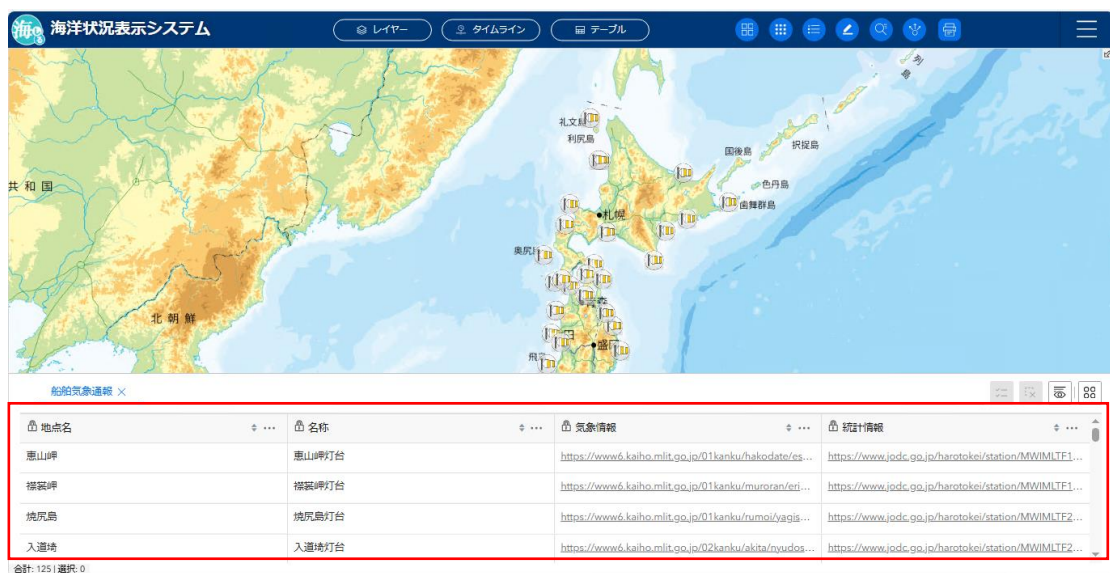 海洋状況表示システム
レイヤー
タイムライン
テーブル
列
島
礼文島
利尻島
国後島
択捉島
共和国
色丹島
歯舞群島
札幌
奥尻
北朝鮮
森
盛
飛
船舶気象通報 ×
地点名
名称
気象情報
統計情報
恵山岬
恵山岬灯台
https://www6.kaiho.mlit.go.jp/01kanku/hakodate/es...
https://www.jodc.go.jp/harotokei/station/MWIMLTF1...
襟裳岬
襟裳岬灯台
https://www6.kaiho.mlit.go.jp/01kanku/muroran/eri...
https://www.jodc.go.jp/harotokei/station/MWIMLTF1...
焼尻島
焼尻島灯台
https://www6.kaiho.mlit.go.jp/01kanku/rumoi/yagis...
https://www.jodc.go.jp/harotokei/station/MWIMLTF2...
入道埼
入道埼灯台
https://www6.kaiho.mlit.go.jp/02kanku/akita/nyudos...
https://www.jodc.go.jp/harotokei/station/MWIMLTF2...
合計: 125 | 選択: 0